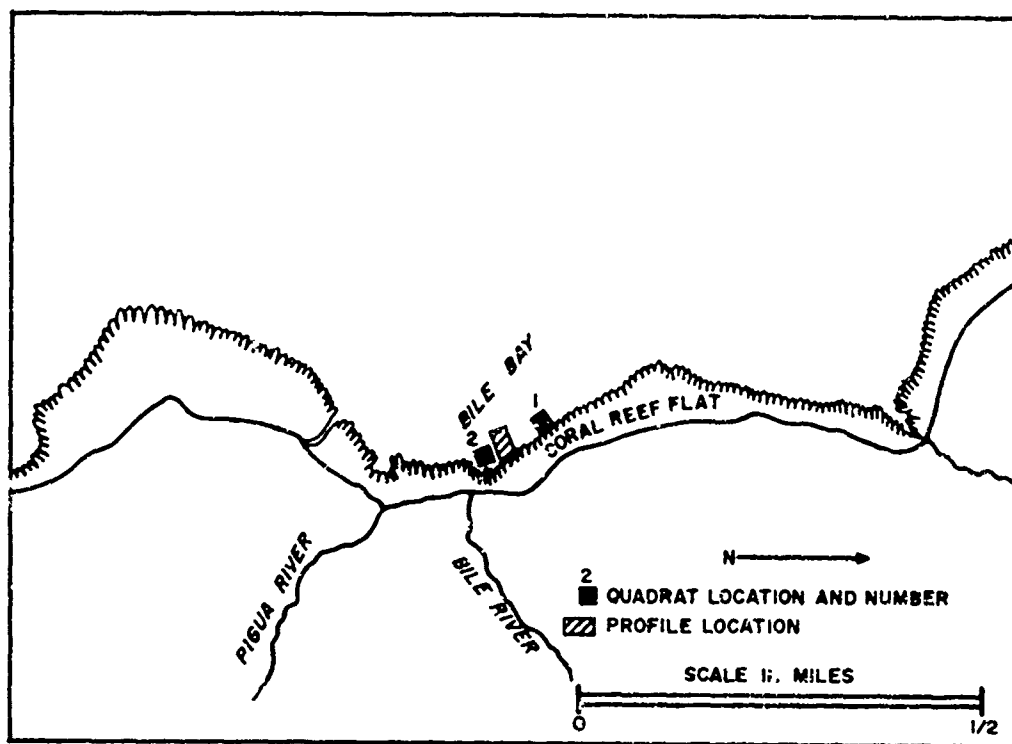 BILE BAY
1
2
CORAL REEF FLAT
PIGUA RIVER
BILE RIVER
N
2
QUADRAT LOCATION AND NUMBER
PROFILE LOCATION
SCALE IN MILES
0
1/2